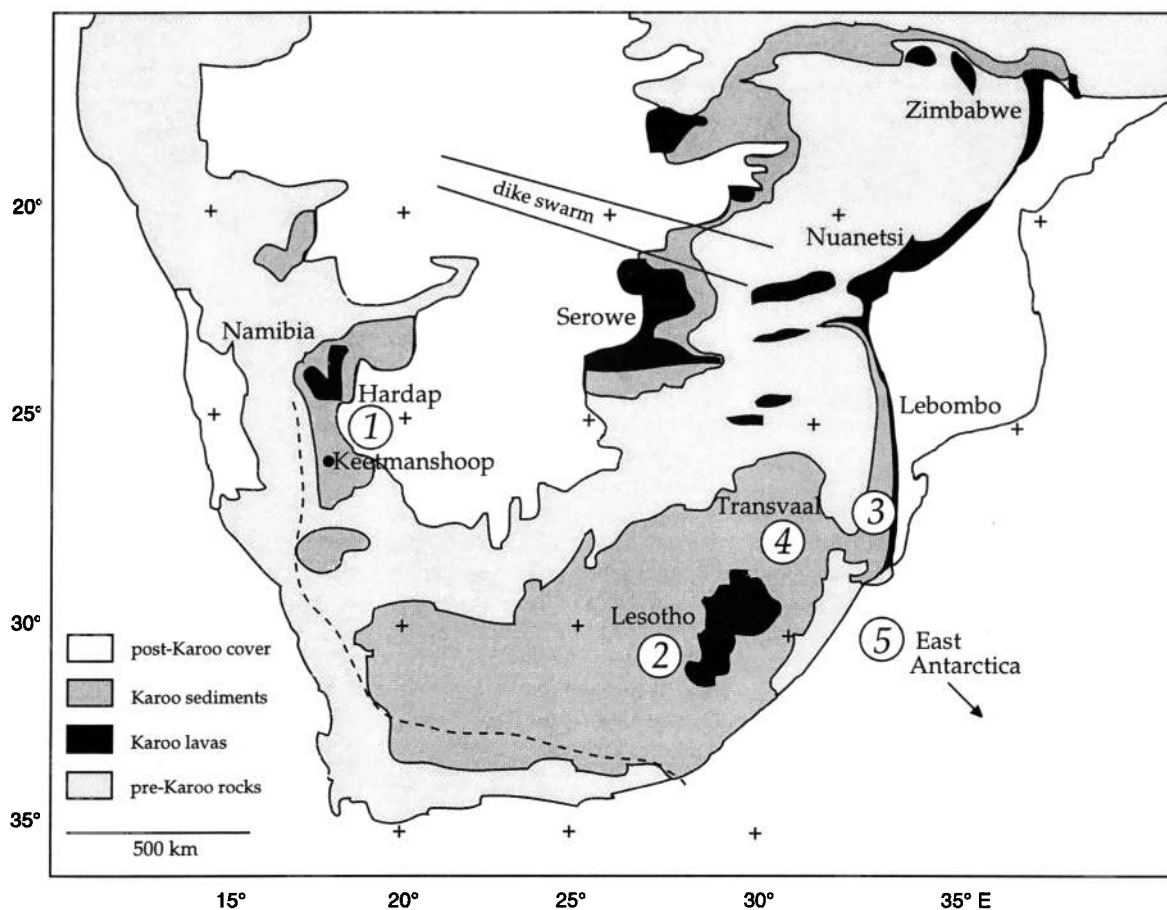 Zimbabwe
dike swarm
20°
Nuanetsi
Serowe
Namibia
Hardap
Lebombo
25°
1
Keetmanshoop
Transvaal
3
4
Lesotho
30°
2
5
East
Antarctica
post-Karoo cover
Karoo sediments
Karoo lavas
pre-Karoo rocks
35°
500 km
15°
20°
25°
30°
35° E